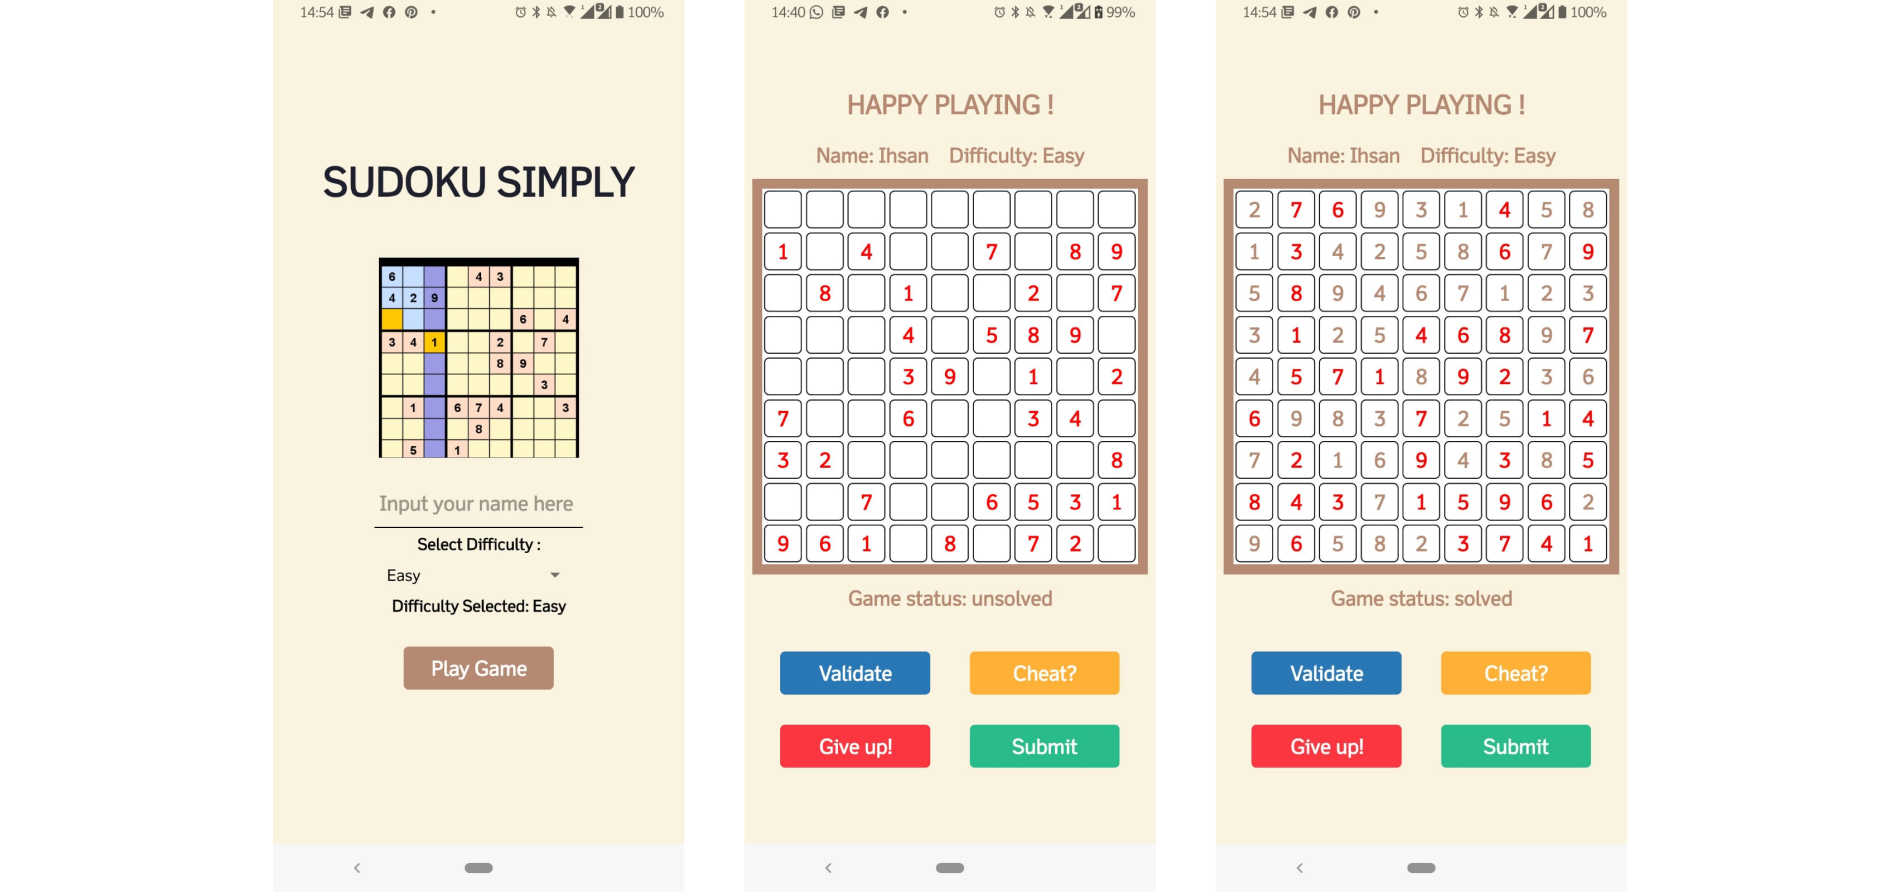 14:54 100%
SUDOKU SIMPLY
6 4 3
4 2 9
6 4
3 4 1 2 7
8 9
3
1 6 7 4 3
8
5 1
Input your name here
Select Difficulty :
Easy
Difficulty Selected: Easy
Play Game
14:40 99%
HAPPY PLAYING !
Name: Ihsan Difficulty: Easy
1 4 7 8 9
8 1 2 7
4 5 8 9
3 9 1 2
7 6 3 4
3 2 8
7 6 5 3 1
9 6 1 8 7 2
Game status: unsolved
Validate Cheat?
Give up! Submit
14:54 100%
HAPPY PLAYING !
Name: Ihsan Difficulty: Easy
2 7 6 9 3 1 4 5 8
1 3 4 2 5 8 6 7 9
5 8 9 4 6 7 1 2 3
3 1 2 5 4 6 8 9 7
4 5 7 1 8 9 2 3 6
6 9 8 3 7 2 5 1 4
7 2 1 6 9 4 3 8 5
8 4 3 7 1 5 9 6 2
9 6 5 8 2 3 7 4 1
Game status: solved
Validate Cheat?
Give up! Submit